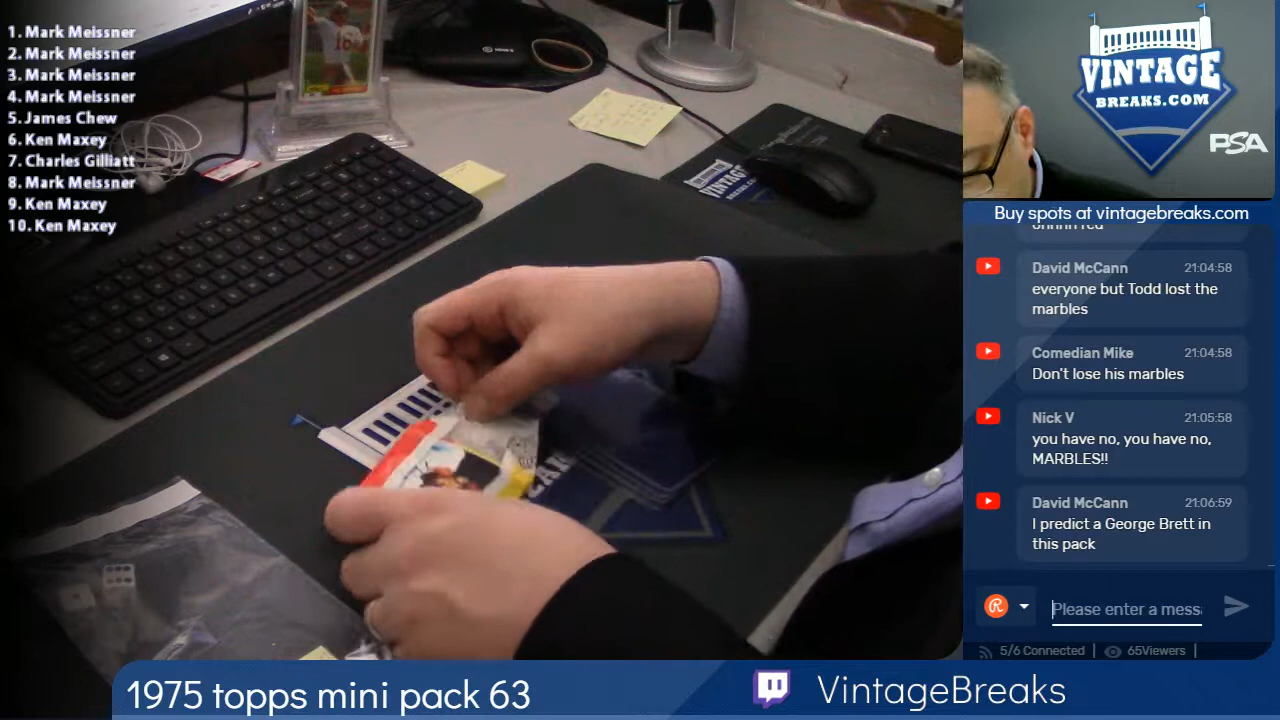 1. Mark Meissner
2. Mark Meissner
3. Mark Meissner
4. Mark Meissner
5. James Chew
6. Ken Maxey
7. Charles Gilliatt
8. Mark Meissner
9. Ken Maxey
10. Ken Maxey
VINTAGE
BREAKS.COM
PSA
Buy spots at vintagebreaks.com
David McCann 21:04:58
everyone but Todd lost the
marbles
Comedian Mike 21:04:58
Don't lose his marbles
Nick V 21:05:58
you have no, you have no,
MARBLES!!
David McCann 21:06:59
I predict a George Brett in
this pack
Please enter a mess
5/6 Connected | 65Viewers |
1975 topps mini pack 63
VintageBreaks
VINTAGE